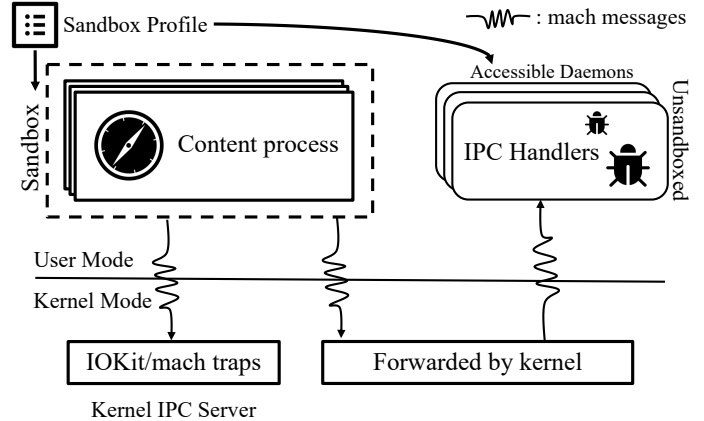 Sandbox Profile
: mach messages
Accessible Daemons
Sandbox
Content process
IPC Handlers
Unsandboxed
User Mode
Kernel Mode
IOKit/mach traps
Forwarded by kernel
Kernel IPC Server